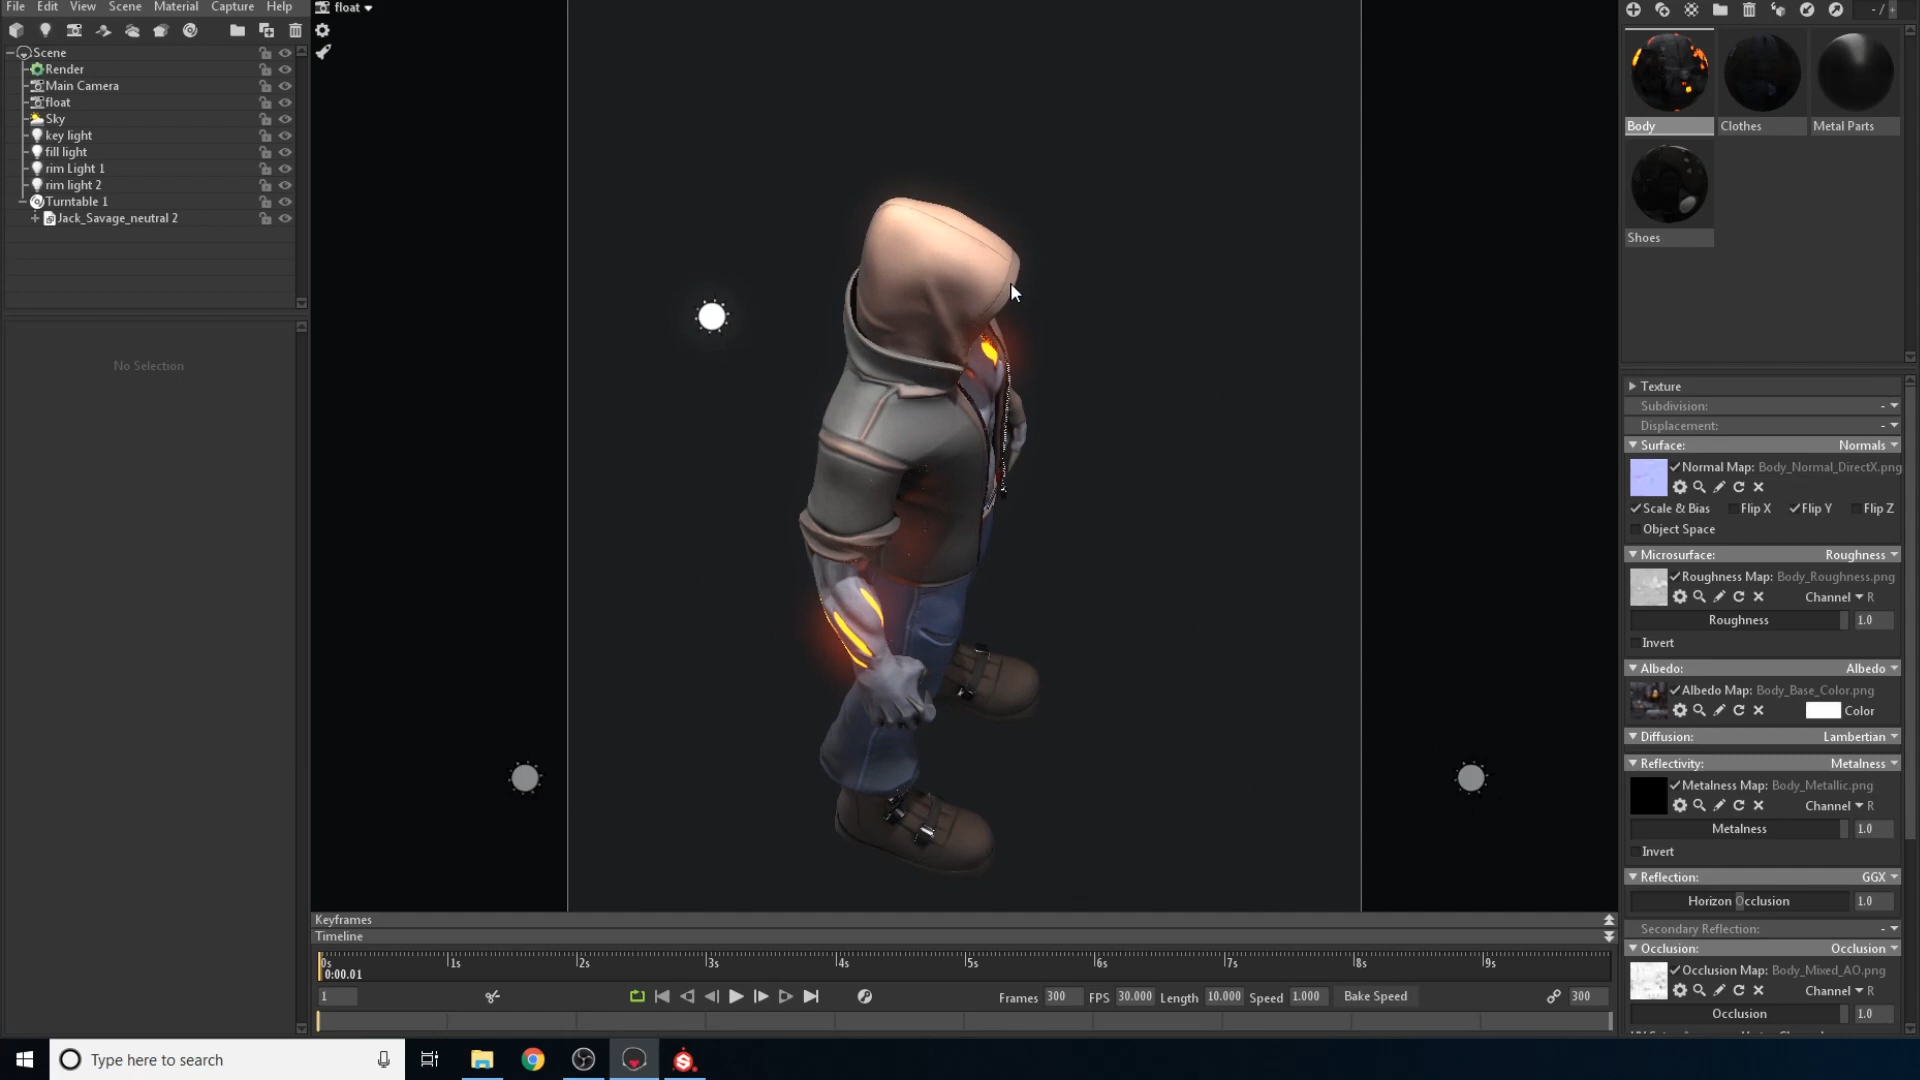 File Edit View Scene Material Capture Help
float
- /
Scene
Render
Main Camera
float
Sky
key light
fill light
rim Light 1
rim light 2
Turntable 1
Jack_Savage_neutral 2
No Selection
Body
Clothes
Metal Parts
Shoes
Texture
Subdivision: -
Displacement: -
Surface: Normals
Normal Map: Body_Normal_DirectX.png
Scale & Bias Flip X Flip Y Flip Z
Object Space
Microsurface: Roughness
Roughness Map: Body_Roughness.png
Channel R
Roughness 1.0
Invert
Albedo: Albedo
Albedo Map: Body_Base_Color.png
Color
Diffusion: Lambertian
Reflectivity: Metalness
Metalness Map: Body_Metallic.png
Channel R
Metalness 1.0
Invert
Reflection: GGX
Horizon Occlusion 1.0
Secondary Reflection: -
Occlusion: Occlusion
Occlusion Map: Body_Mixed_AO.png
Channel R
Occlusion 1.0
Keyframes
Timeline
0s 1s 2s 3s 4s 5s 6s 7s 8s 9s
0:00.01
1 Frames 300 FPS 30.000 Length 10.000 Speed 1.000 Bake Speed 300
Type here to search